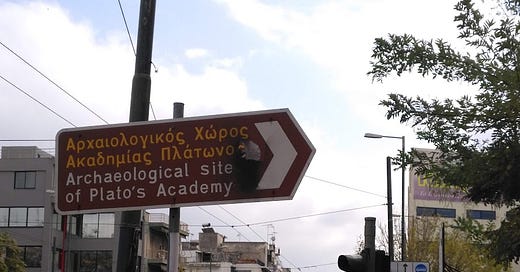 Αρχαιολογικός Χώρος
Ακαδημίας Πλάτωνο
Archaeological site
of Plato's Academy